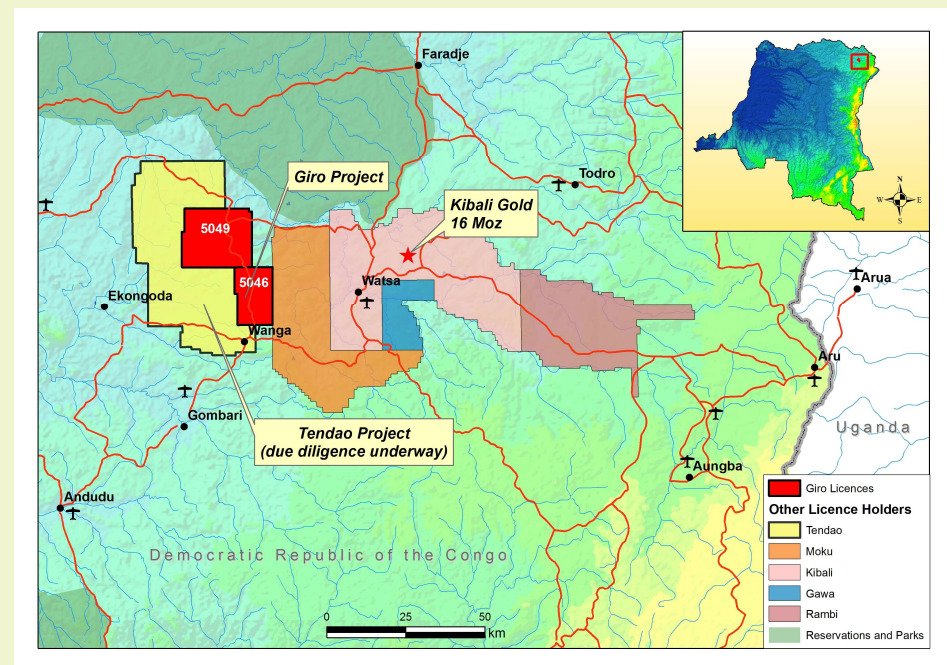 Faradje
Giro Project
Todro
Kibali Gold
16 Moz
5049
5046
Ekongoda
Watsa
Wanga
Arua
Aru
Gombari
Tendao Project
(due diligence underway)
Uganda
Aungba
Andudu
Democratic Republic of the Congo
N
W
E
S
0
25
50
km
Giro Licences
Other Licence Holders
Tendao
Moku
Kibali
Gawa
Rambi
Reservations and Parks